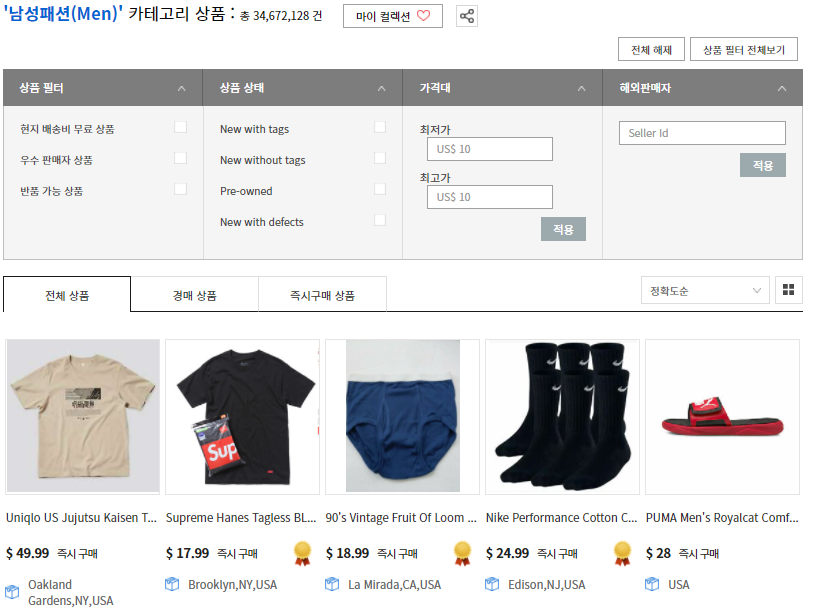 '남성패션(Men)' 카테고리 상품 : 총 34,672,128 건
마이 컬렉션
전체 해제
상품 필터 전체보기
상품 필터
상품 상태
가격대
해외판매자
현지 배송비 무료 상품
우수 판매자 상품
반품 가능 상품
New with tags
New without tags
Pre-owned
New with defects
최저가
US$ 10
최고가
US$ 10
적용
Seller Id
적용
전체 상품
경매 상품
즉시구매 상품
정확도순
Sup
Uniqlo US Jujutsu Kaisen T...
$ 49.99 즉시 구매
Oakland
Gardens,NY,USA
Supreme Hanes Tagless BL...
$ 17.99 즉시 구매
Brooklyn,NY,USA
90's Vintage Fruit Of Loom ...
$ 18.99 즉시 구매
La Mirada,CA,USA
Nike Performance Cotton C...
$ 24.99 즉시 구매
Edison,NJ,USA
PUMA Men's Royalcat Comf...
$ 28 즉시 구매
USA